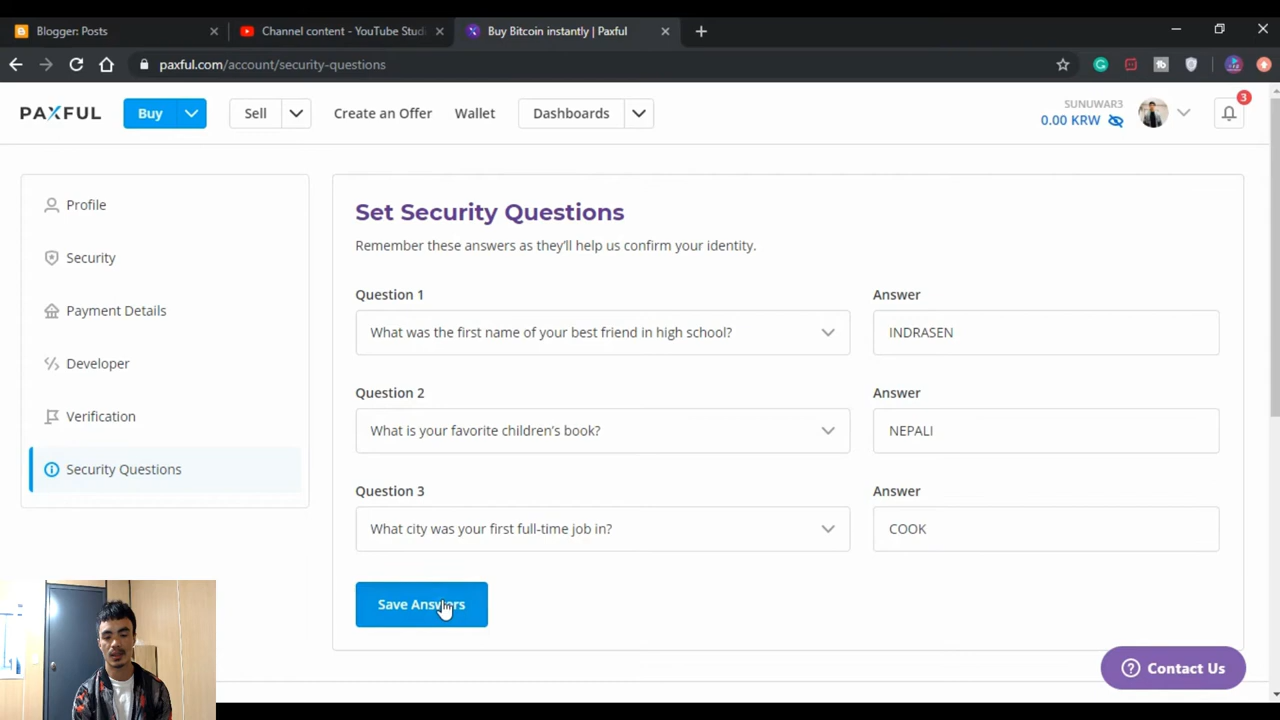 Blogger: Posts
Channel content - YouTube Stud
Buy Bitcoin instantly | Paxful
paxful.com/account/security-questions
PAXFUL
Buy
Sell
Create an Offer
Wallet
Dashboards
SUNUWAR3
0.00 KRW
3
Profile
Security
Payment Details
Developer
Verification
Security Questions
Set Security Questions
Remember these answers as they'll help us confirm your identity.
Question 1
Answer
What was the first name of your best friend in high school?
INDRASEN
Question 2
Answer
What is your favorite children's book?
NEPALI
Question 3
Answer
What city was your first full-time job in?
COOK
Save Answers
Contact Us